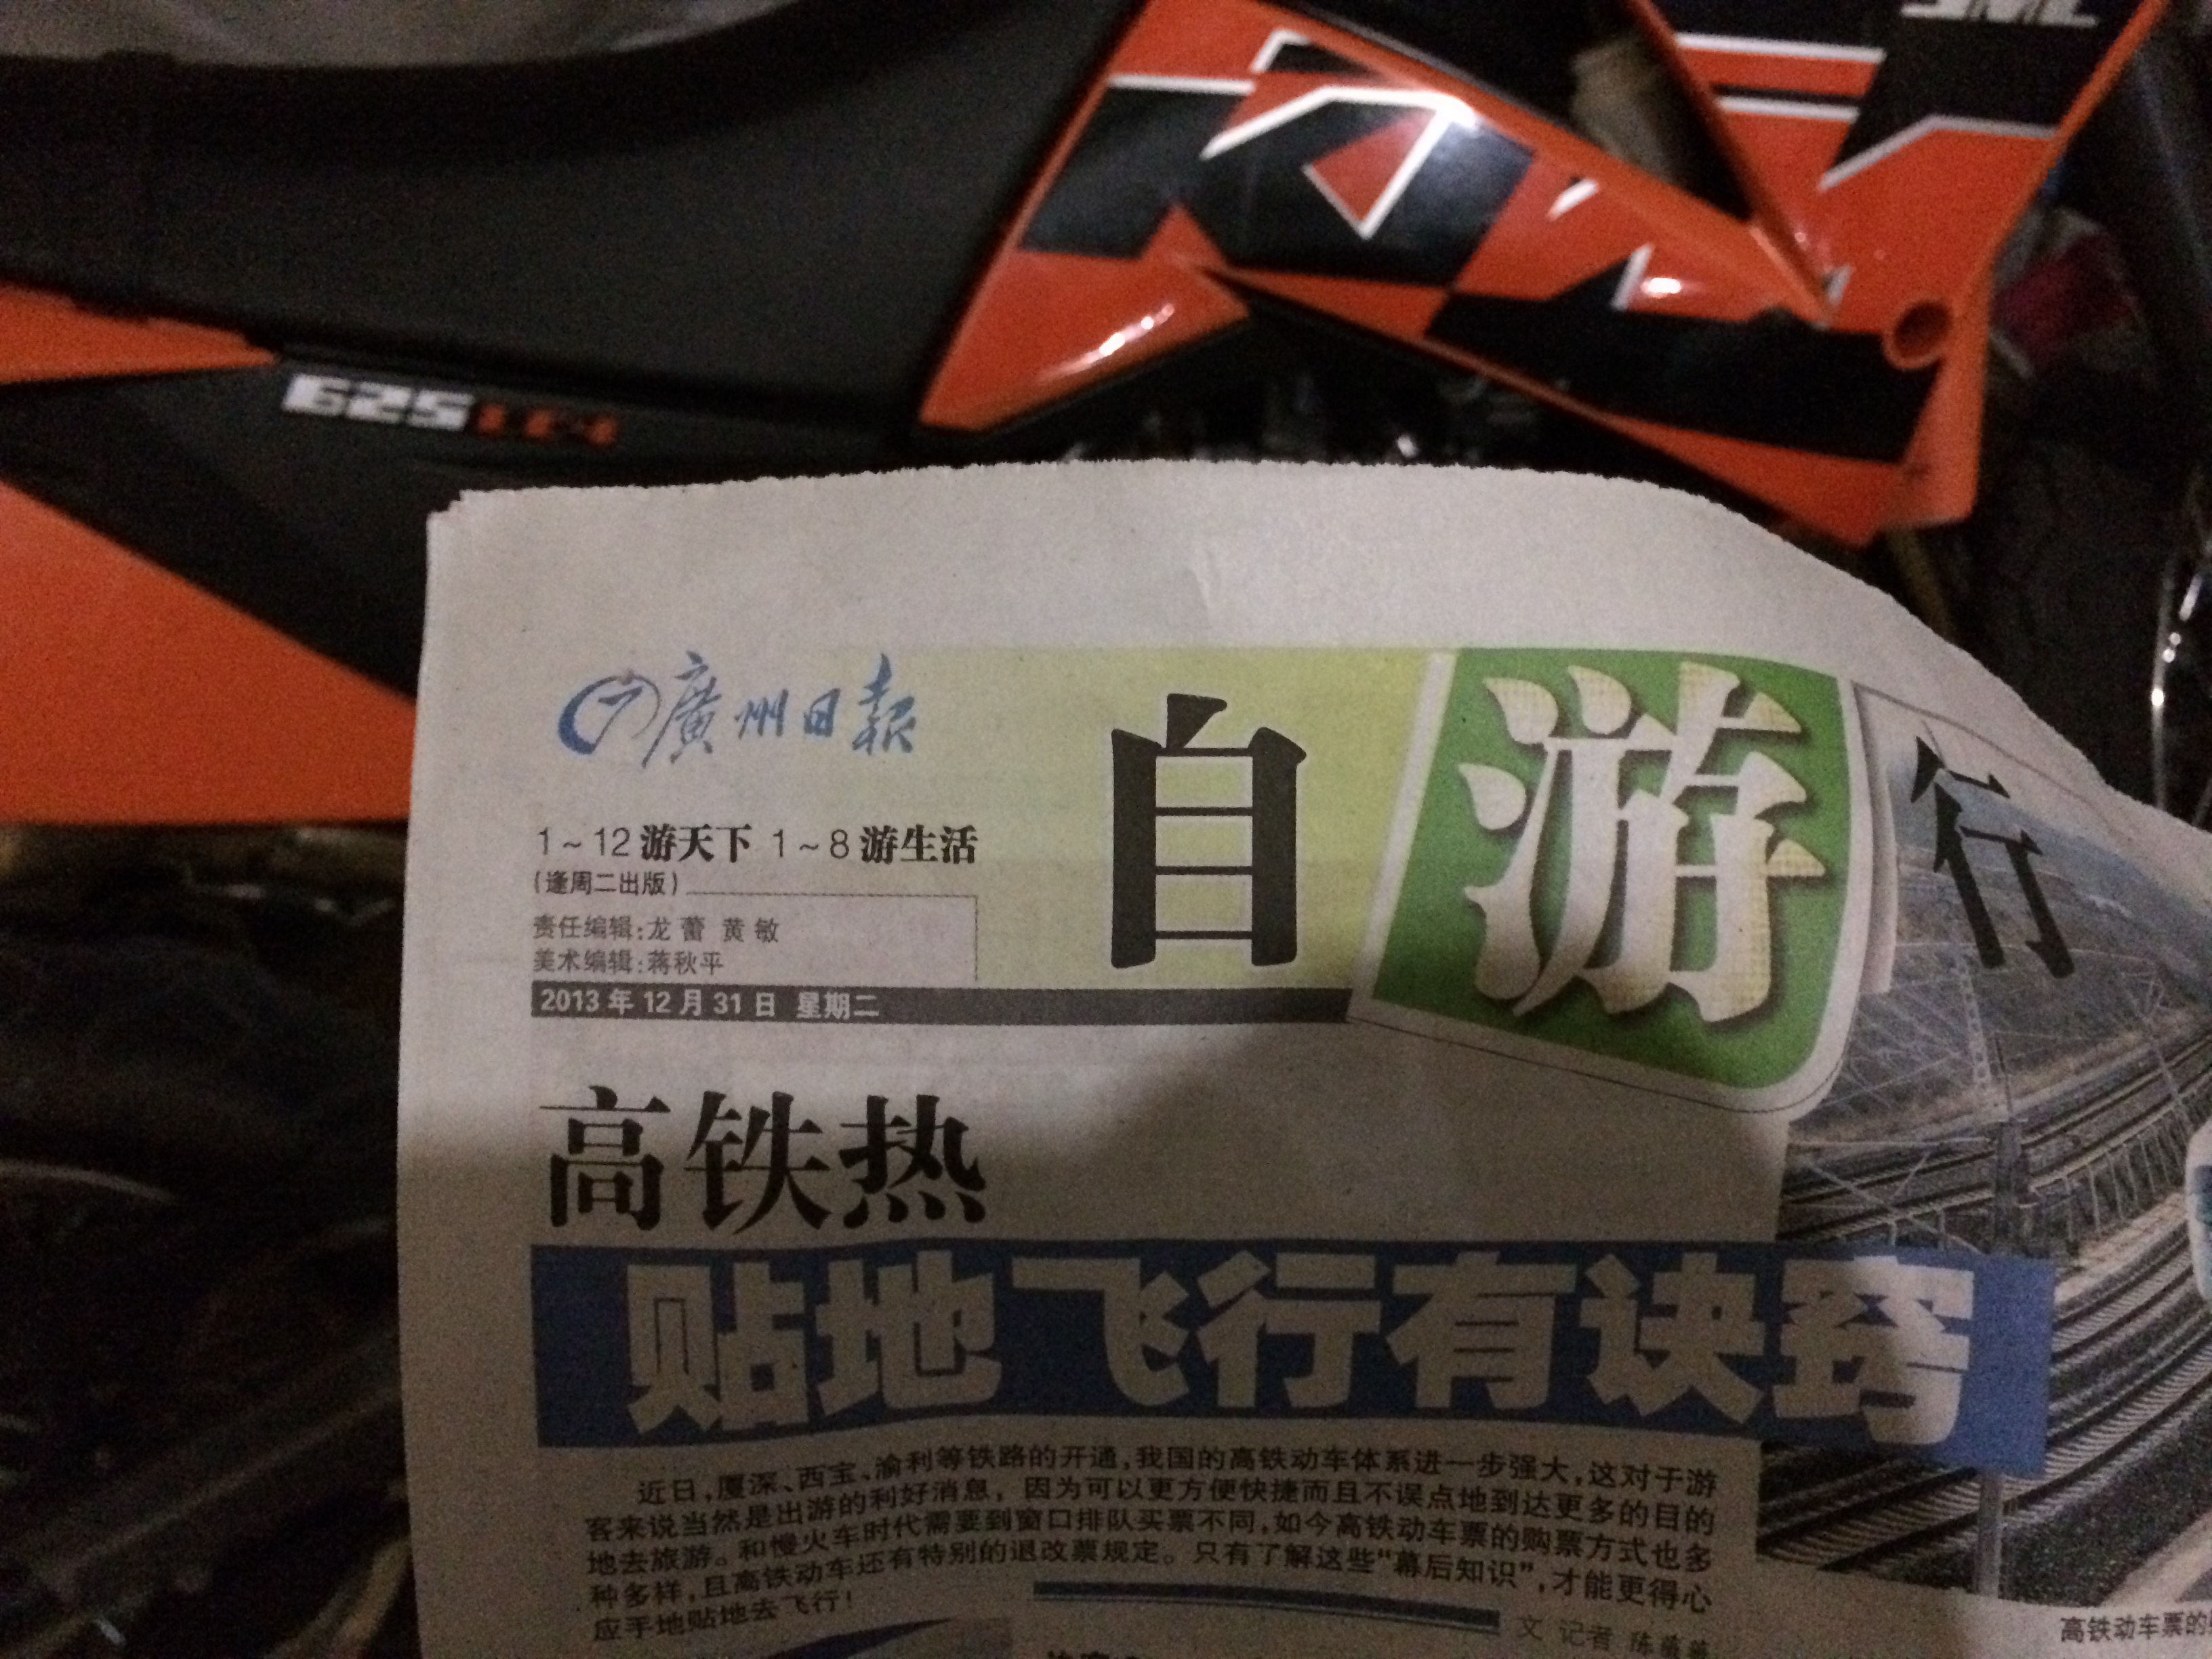 625
廣州日報
自游行
1~12 游天下 1~8 游生活
(逢周二出版)
责任编辑:龙 蕾 黄 敏
美术编辑:蒋秋平
2013 年 12 月 31 日 星期二
高铁热
贴地飞行有诀窍
近日,厦深、西宝、渝利等铁路的开通,我国的高铁动车体系进一步强大,这对于游
客来说当然是出游的利好消息,因为可以更方便快捷而且不误点地到达更多的目的
地去旅游。和慢火车时代需要到窗口排队买票不同,如今高铁动车票的购票方式也多
种多样,且高铁动车还有特别的退改票规定。只有了解这些“幕后知识”,才能更得心
应手地贴地去飞行!
文 记者 陈
高铁动车票的